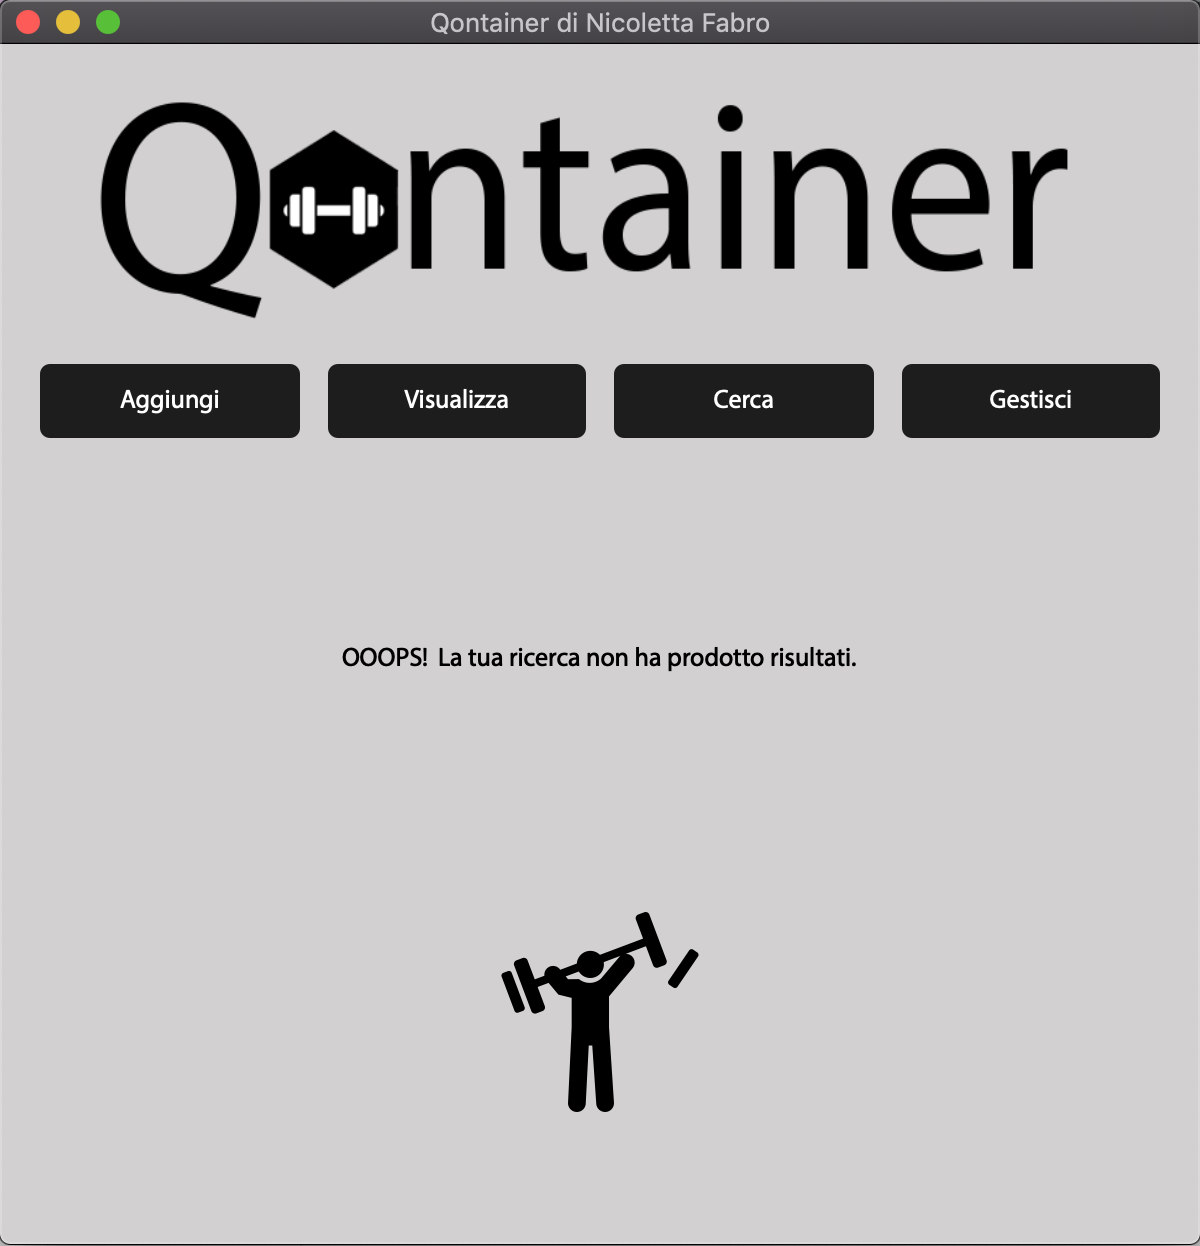 Qontainer di Nicoletta Fabro
Qontainer
Aggiungi
Visualizza
Cerca
Gestisci
OOOPS! La tua ricerca non ha prodotto risultati.